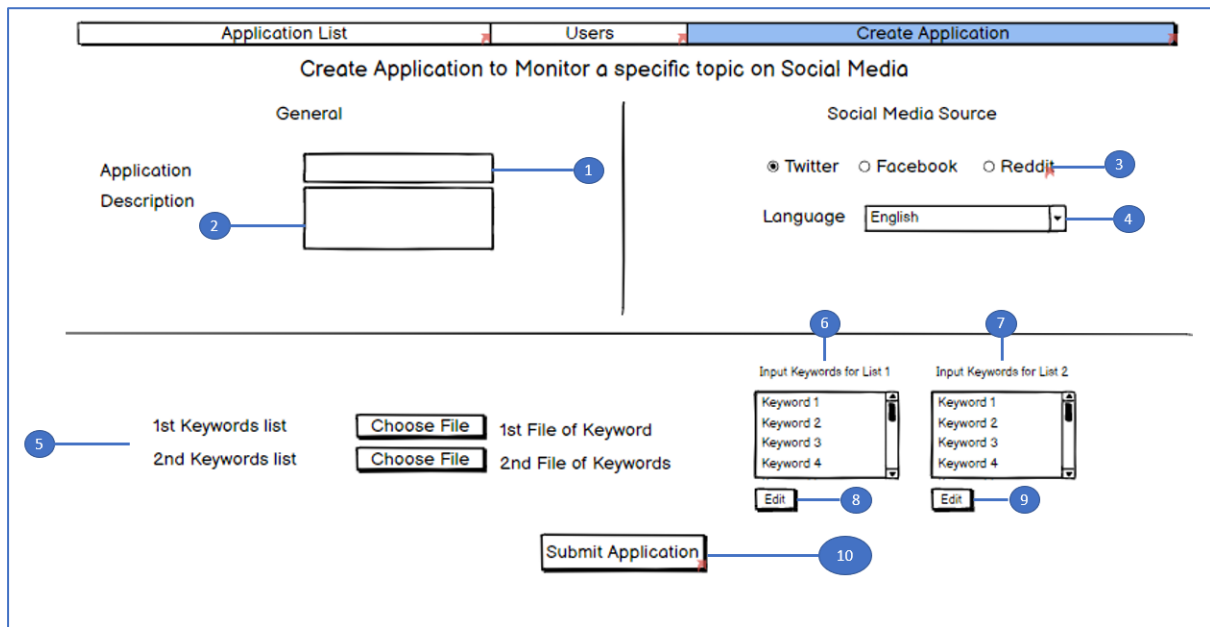 Application List Users Create Application
Create Application to Monitor a specific topic on Social Media
General
Application
1
Description
2
Social Media Source
Twitter Facebook Reddit 3
Language English 4
6 7
Input Keywords for List 1 Input Keywords for List 2
Keyword 1 Keyword 1
Keyword 2 Keyword 2
Keyword 3 Keyword 3
Keyword 4 Keyword 4
Edit 8 Edit 9
5
1st Keywords list Choose File 1st File of Keyword
2nd Keywords list Choose File 2nd File of Keywords
Submit Application 10